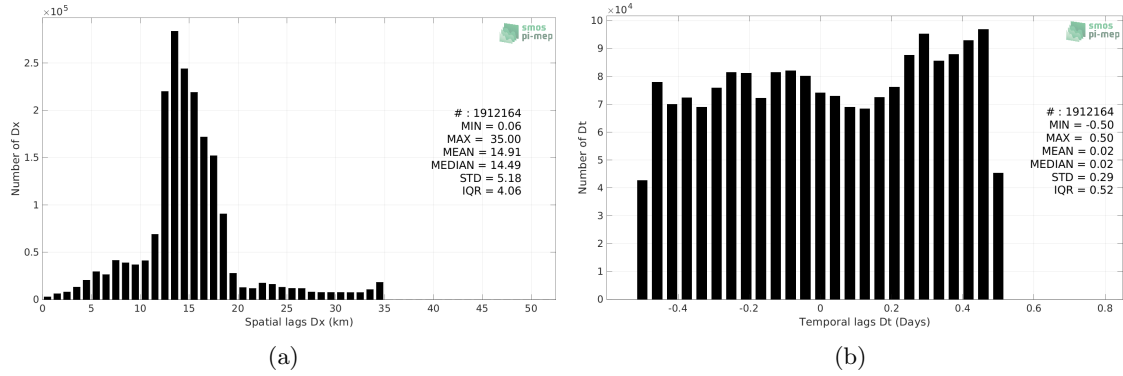 ×10^5
smos
pi-mep
2.5
2
1.5
1
0.5
0
Number of Dx
# : 1912164
MIN = 0.06
MAX = 35.00
MEAN = 14.91
MEDIAN = 14.49
STD = 5.18
IQR = 4.06
0 5 10 15 20 25 30 35 40 45 50
Spatial lags Dx (km)
(a)
×10^4
smos
pi-mep
10
9
8
7
6
5
4
3
2
1
0
Number of Dt
# : 1912164
MIN = -0.50
MAX = 0.50
MEAN = 0.02
MEDIAN = 0.02
STD = 0.29
IQR = 0.52
-0.4 -0.2 0 0.2 0.4 0.6 0.8
Temporal lags Dt (Days)
(b)